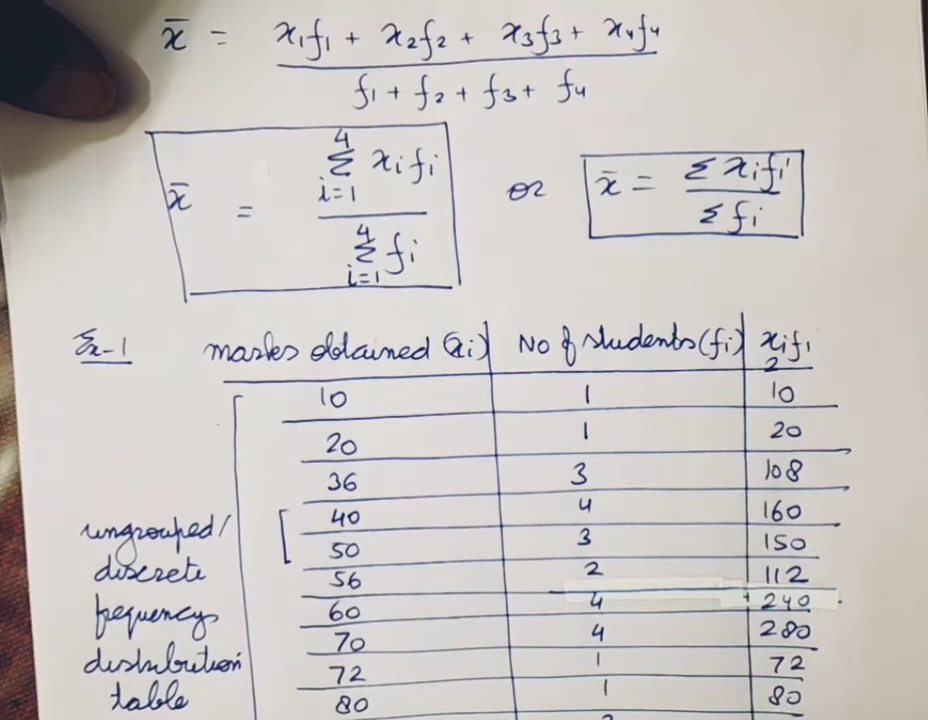 x̄ = x₁f₁ + x₂f₂ + x₃f₃ + x₄f₄
f₁ + f₂ + f₃ + f₄
x̄ = 4 Σ i=1 xᵢfᵢ / 4 Σ i=1 fᵢ or x̄ = Σxᵢfᵢ / Σfᵢ
Ex-1 marks obtained (xᵢ) No of students (fᵢ) xᵢfᵢ
10 1 10
20 1 20
36 3 108
40 4 160
50 3 150
56 2 112
60 4 240
70 4 280
72 1 72
80 1 80
ungrouped/
discrete
frequency
distribution
table